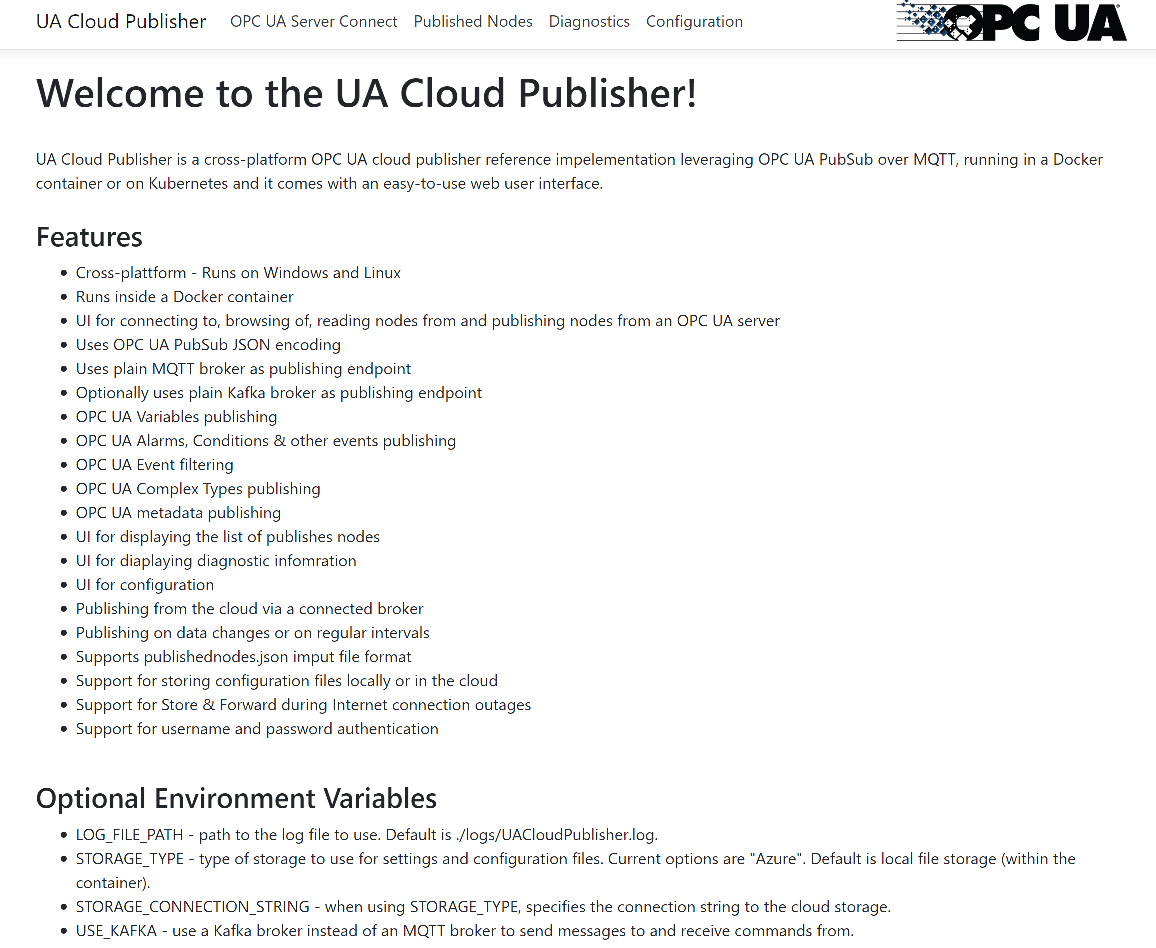 UA Cloud Publisher OPC UA Server Connect Published Nodes Diagnostics Configuration OPC UA
Welcome to the UA Cloud Publisher!
UA Cloud Publisher is a cross-platform OPC UA cloud publisher reference impelementation leveraging OPC UA PubSub over MQTT, running in a Docker
container or on Kubernetes and it comes with an easy-to-use web user interface.
Features
• Cross-plattform - Runs on Windows and Linux
• Runs inside a Docker container
• UI for connecting to, browsing of, reading nodes from and publishing nodes from an OPC UA server
• Uses OPC UA PubSub JSON encoding
• Uses plain MQTT broker as publishing endpoint
• Optionally uses plain Kafka broker as publishing endpoint
• OPC UA Variables publishing
• OPC UA Alarms, Conditions & other events publishing
• OPC UA Event filtering
• OPC UA Complex Types publishing
• OPC UA metadata publishing
• UI for displaying the list of publishes nodes
• UI for diaplaying diagnostic infomration
• UI for configuration
• Publishing from the cloud via a connected broker
• Publishing on data changes or on regular intervals
• Supports publishednodes.json imput file format
• Support for storing configuration files locally or in the cloud
• Support for Store & Forward during Internet connection outages
• Support for username and password authentication
Optional Environment Variables
• LOG_FILE_PATH - path to the log file to use. Default is ./logs/UACloudPublisher.log.
• STORAGE_TYPE - type of storage to use for settings and configuration files. Current options are "Azure". Default is local file storage (within the
container).
• STORAGE_CONNECTION_STRING - when using STORAGE_TYPE, specifies the connection string to the cloud storage.
• USE_KAFKA - use a Kafka broker instead of an MQTT broker to send messages to and receive commands from.